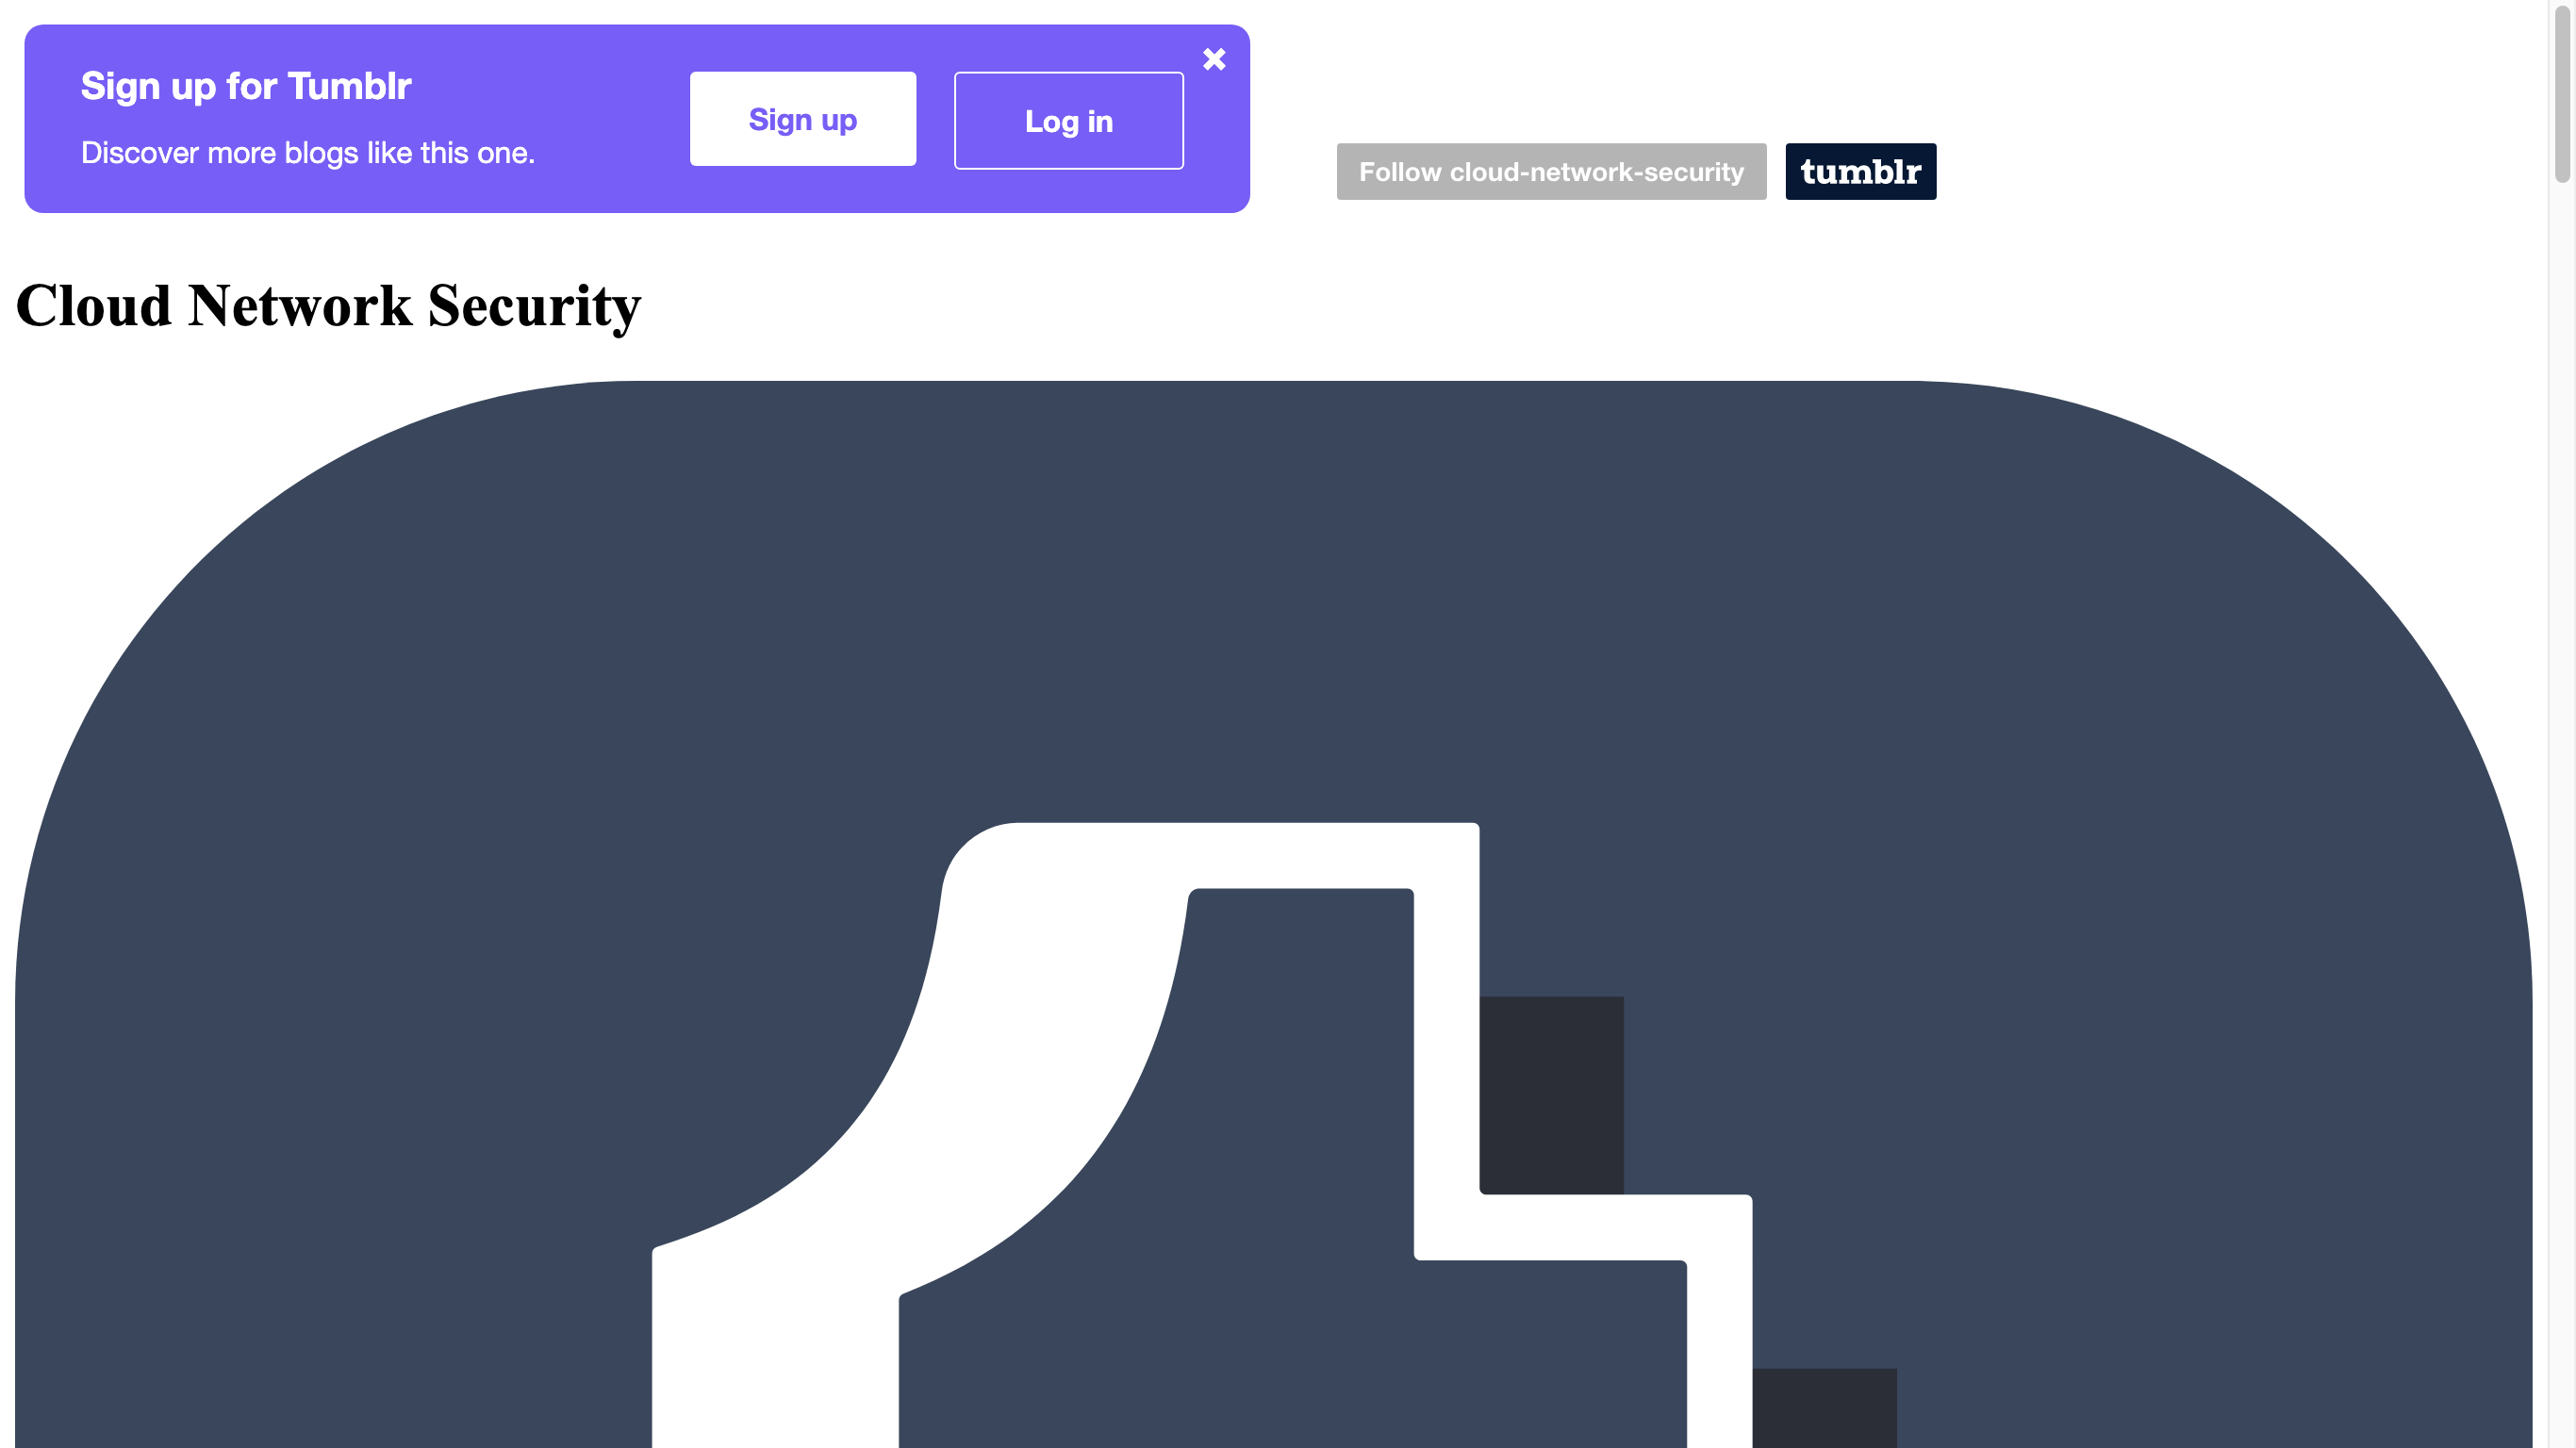 Sign up for Tumblr
Discover more blogs like this one.
Sign up
Log in
Follow cloud-network-security
tumblr
Cloud Network Security